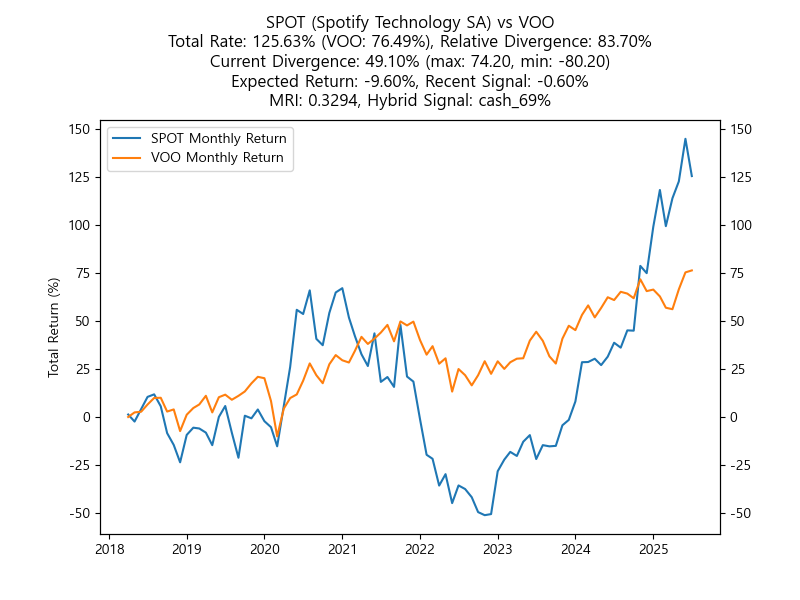 SPOT (Spotify Technology SA) vs VOO
Total Rate: 125.63% (VOO: 76.49%), Relative Divergence: 83.70%
Current Divergence: 49.10% (max: 74.20, min: -80.20)
Expected Return: -9.60%, Recent Signal: -0.60%
MRI: 0.3294, Hybrid Signal: cash_69%
SPOT Monthly Return
VOO Monthly Return
Total Return (%)
150
125
100
75
50
25
0
-25
-50
150
125
100
75
50
25
0
-25
-50
2018 2019 2020 2021 2022 2023 2024 2025